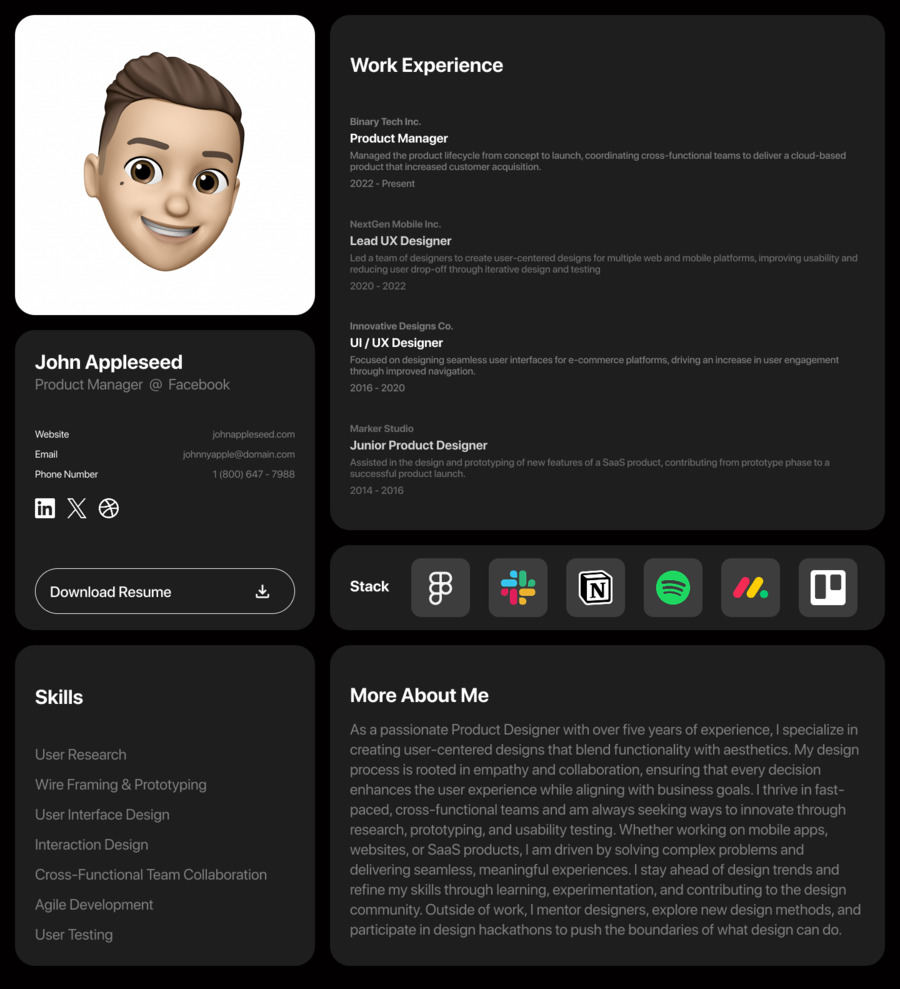 John Appleseed
Product Manager @ Facebook
Website johnappleseed.com
Email johnnyapple@domain.com
Phone Number 1 (800) 647 - 7988
in
X
Download Resume
Work Experience
Binary Tech Inc.
Product Manager
Managed the product lifecycle from concept to launch, coordinating cross-functional teams to deliver a cloud-based
product that increased customer acquisition.
2022 - Present
NextGen Mobile Inc.
Lead UX Designer
Led a team of designers to create user-centered designs for multiple web and mobile platforms, improving usability and
reducing user drop-off through iterative design and testing
2020 - 2022
Innovative Designs Co.
UI / UX Designer
Focused on designing seamless user interfaces for e-commerce platforms, driving an increase in user engagement
through improved navigation.
2016 - 2020
Marker Studio
Junior Product Designer
Assisted in the design and prototyping of new features of a SaaS product, contributing from prototype phase to a
successful product launch.
2014 - 2016
Stack
N
Skills
User Research
Wire Framing & Prototyping
User Interface Design
Interaction Design
Cross-Functional Team Collaboration
Agile Development
User Testing
More About Me
As a passionate Product Designer with over five years of experience, I specialize in
creating user-centered designs that blend functionality with aesthetics. My design
process is rooted in empathy and collaboration, ensuring that every decision
enhances the user experience while aligning with business goals. I thrive in fast-
paced, cross-functional teams and am always seeking ways to innovate through
research, prototyping, and usability testing. Whether working on mobile apps,
websites, or SaaS products, I am driven by solving complex problems and
delivering seamless, meaningful experiences. I stay ahead of design trends and
refine my skills through learning, experimentation, and contributing to the design
community. Outside of work, I mentor designers, explore new design methods, and
participate in design hackathons to push the boundaries of what design can do.